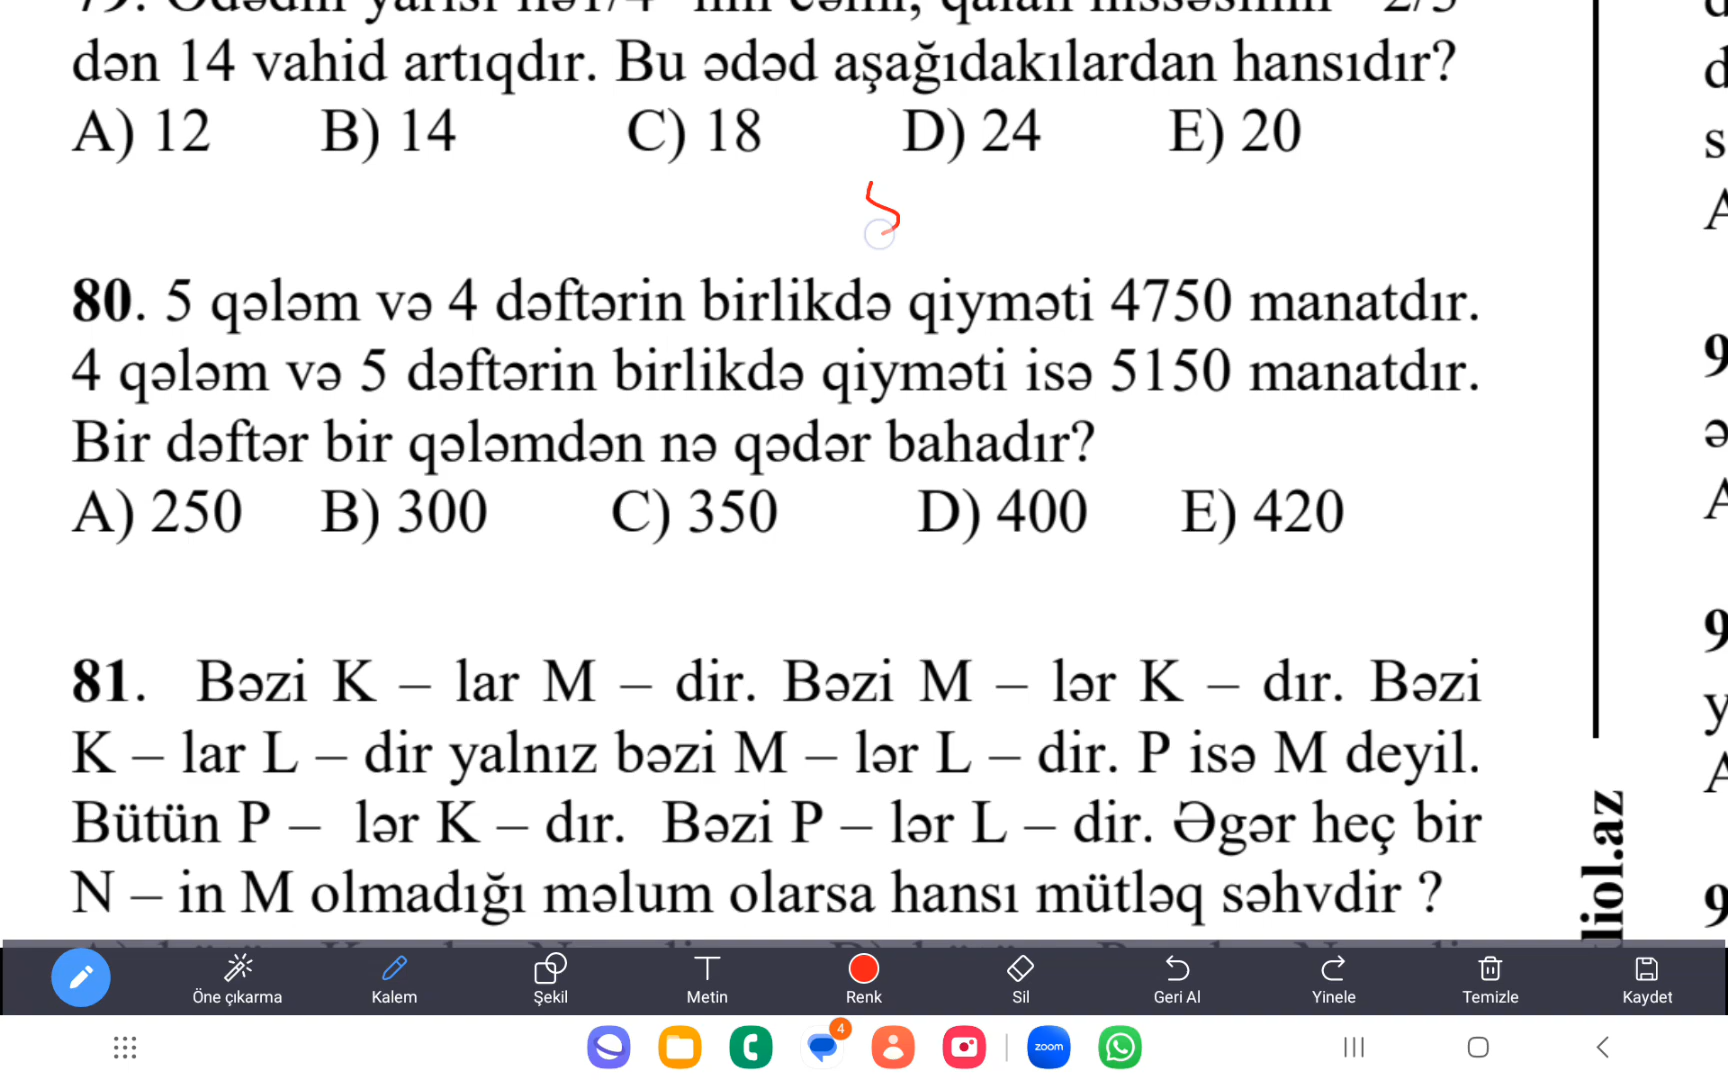 dən 14 vahid artıqdır. Bu ədəd aşağıdakılardan hansıdır?
A) 12 B) 14 C) 18 D) 24 E) 20
80. 5 qələm və 4 dəftərin birlikdə qiyməti 4750 manatdır.
4 qələm və 5 dəftərin birlikdə qiyməti isə 5150 manatdır.
Bir dəftər bir qələmdən nə qədər bahadır?
A) 250 B) 300 C) 350 D) 400 E) 420
81. Bəzi K – lar M – dir. Bəzi M – lər K – dır. Bəzi
K – lar L – dir yalnız bəzi M – lər L – dir. P isə M deyil.
Bütün P – lər K – dır. Bəzi P – lər L – dir. Əgər heç bir
N – in M olmadığı məlum olarsa hansı mütləq səhvdir ?
liol.az
Öne çıkarma Kalem Şekil Metin Renk Sil Geri Al Yinele Temizle Kaydet
4
zoom